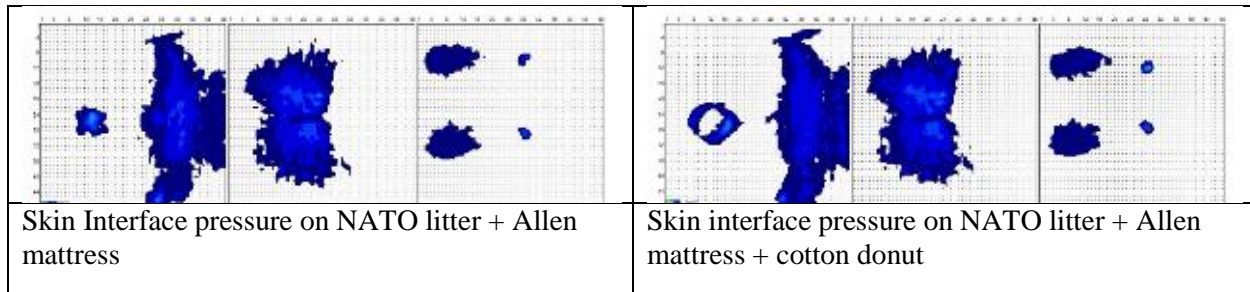 Skin Interface pressure on NATO litter + Allen
mattress
Skin interface pressure on NATO litter + Allen
mattress + cotton donut